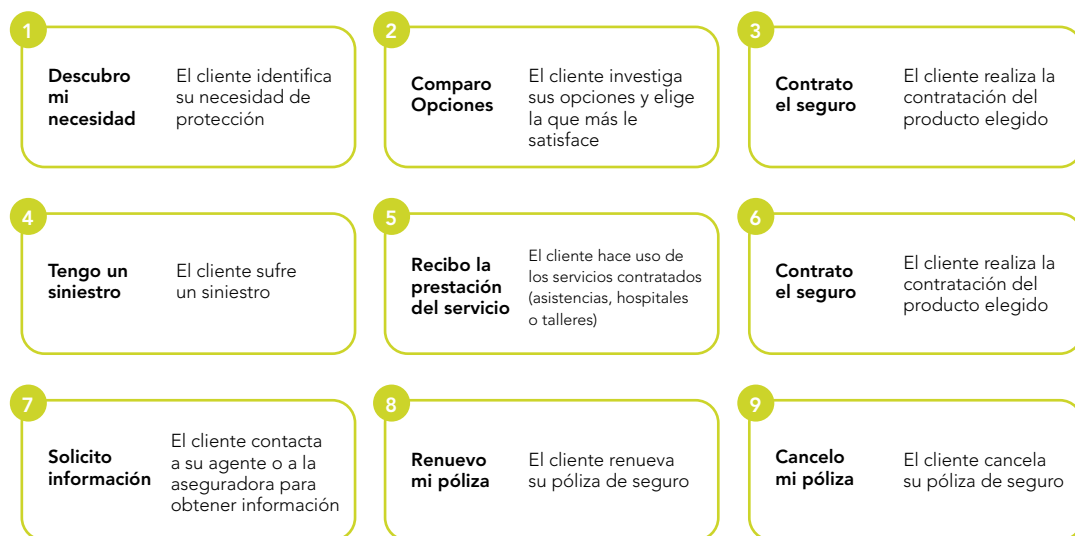 1
Descubro
mi
necesidad
El cliente identifica
su necesidad de
protección
2
Comparo
Opciones
El cliente investiga
sus opciones y elige
la que más le
satisface
3
Contrato
el seguro
El cliente realiza la
contratación del
producto elegido
4
Tengo un
siniestro
El cliente sufre
un siniestro
5
Recibo la
prestación
del servicio
El cliente hace uso de
los servicios contratados
(asistencias, hospitales
o talleres)
6
Contrato
el seguro
El cliente realiza la
contratación del
producto elegido
7
Solicito
información
El cliente contacta
a su agente o a la
aseguradora para
obtener información
8
Renuevo
mi póliza
El cliente renueva
su póliza de seguro
9
Cancelo
mi póliza
El cliente cancela
su póliza de seguro